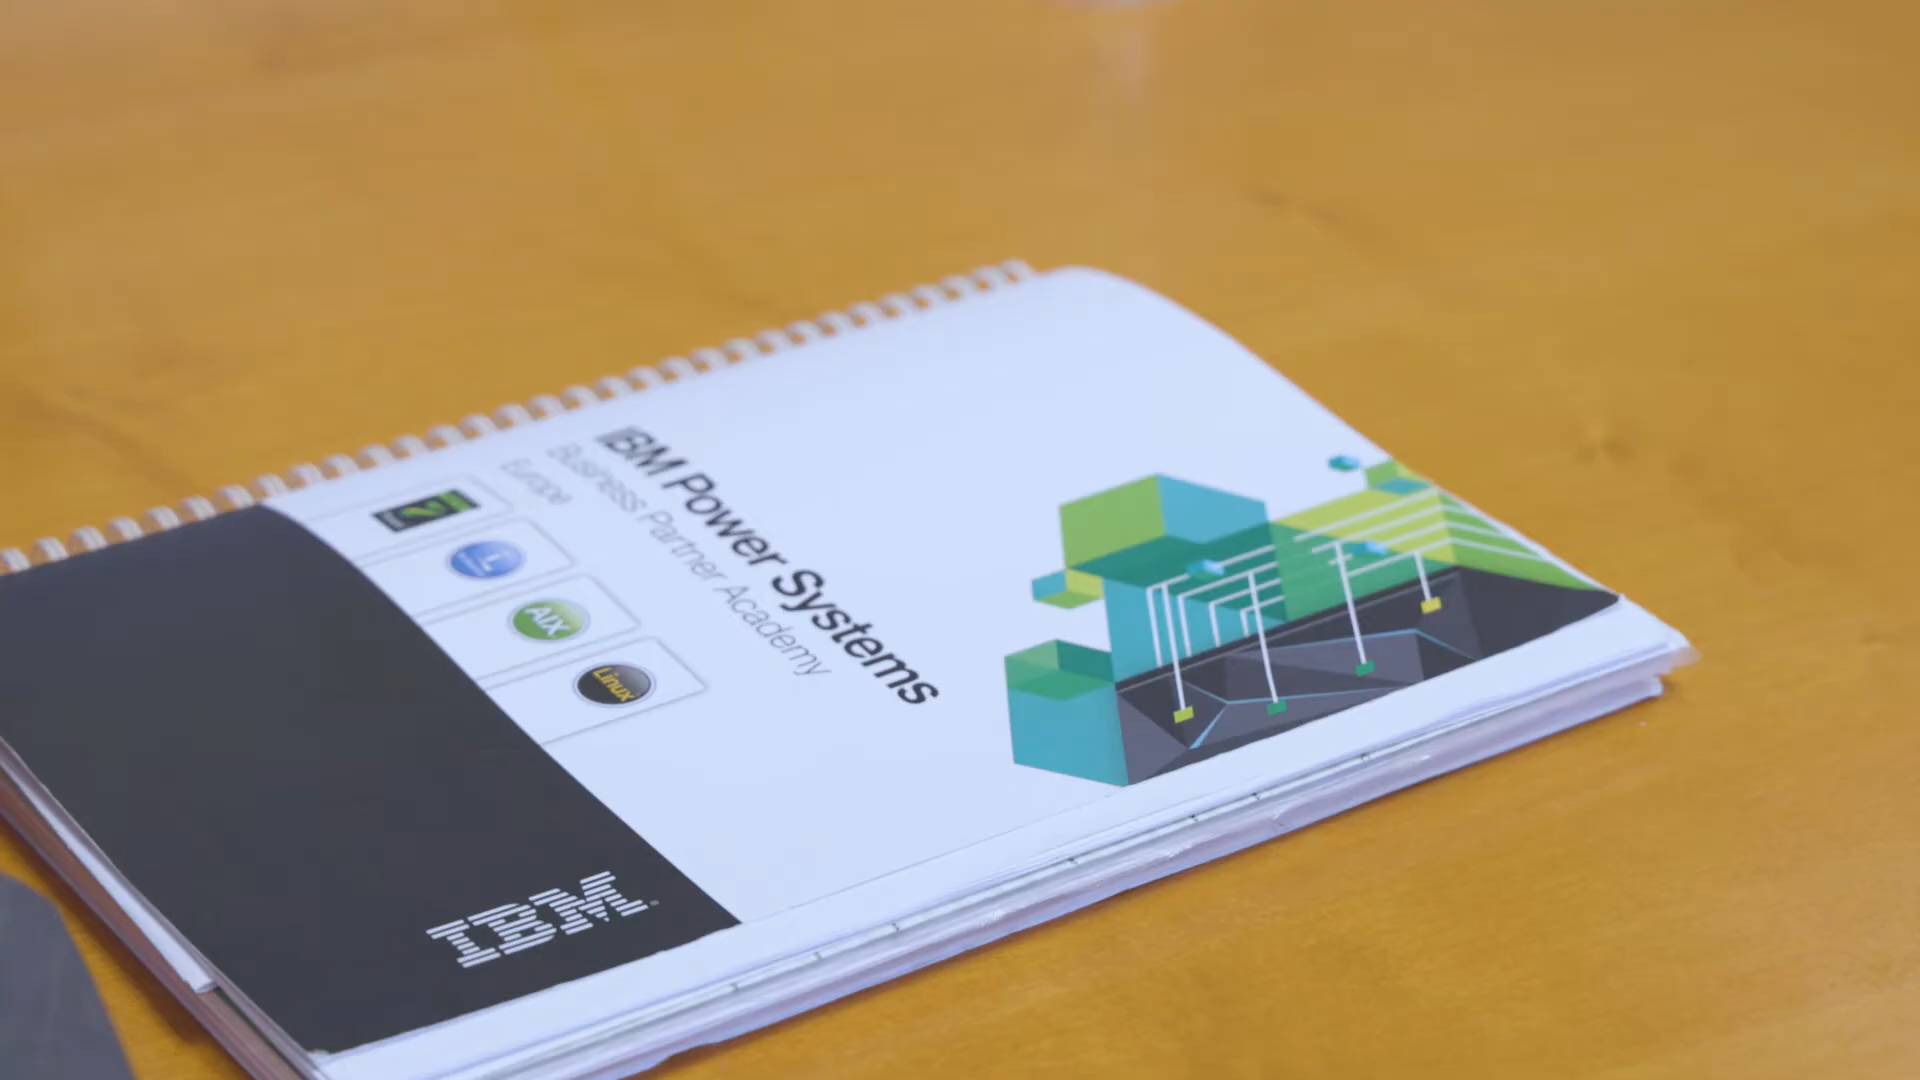 IBM Power Systems
Business Partner Academy
Europe
AIX
Linux
IBM